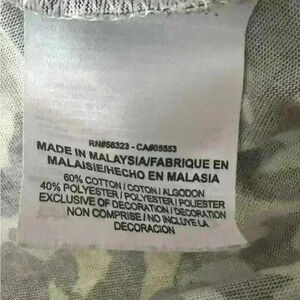 RN#56323 - CA#05553
MADE IN MALAYSIA/FABRIQUE EN
MALAISIE/HECHO EN MALASIA
60% COTTON / COTON / ALGODON
40% POLYESTER / POLYESTER / POLIESTER
EXCLUSIVE OF DECORATION / DECORATION
NON COMPRISE / NO INCLUYE LA
DECORACION